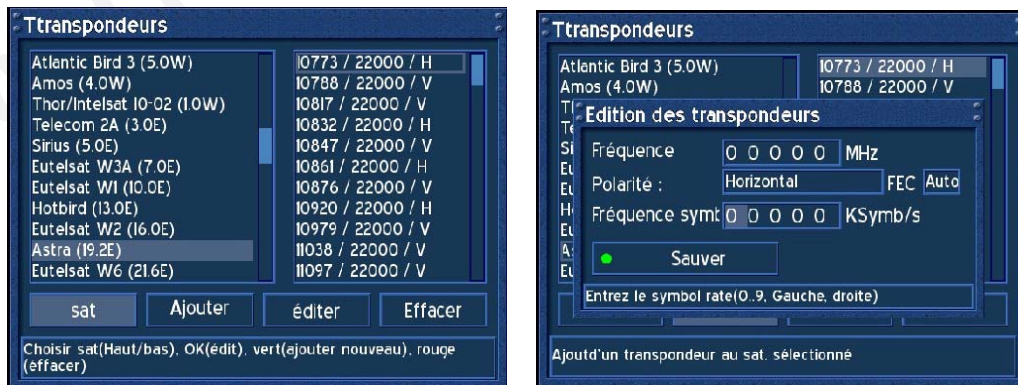 Ttranspondeurs
Atlantic Bird 3 (5.0W)
Amos (4.0W)
Thor/Intelsat 10-02 (1.0W)
Telecom 2A (3.0E)
Sirius (5.0E)
Eutelsat W3A (7.0E)
Eutelsat W1 (10.0E)
Hotbird (13.0E)
Eutelsat W2 (16.0E)
Astra (19.2E)
Eutelsat W6 (21.6E)
10773 / 22000 / H
10788 / 22000 / V
10817 / 22000 / V
10832 / 22000 / H
10847 / 22000 / V
10861 / 22000 / H
10876 / 22000 / V
10920 / 22000 / H
10979 / 22000 / V
11038 / 22000 / V
11097 / 22000 / V
sat Ajouter éditer Effacer
Choisir sat(Haut/bas), OK(édit), vert(ajouter nouveau), rouge
(éffacer)
Ttranspondeurs
Atlantic Bird 3 (5.0W)
Amos (4.0W)
10773 / 22000 / H
10788 / 22000 / V
Edition des transpondeurs
Fréquence 0 0 0 0 0 MHz
Polarité : Horizontal FEC Auto
Fréquence symb 0 0 0 0 0 KSymb/s
Sauver
Entrez le symbol rate(0..9, Gauche, droite)
Ajoutd'un transpondeur au sat. sélectionné